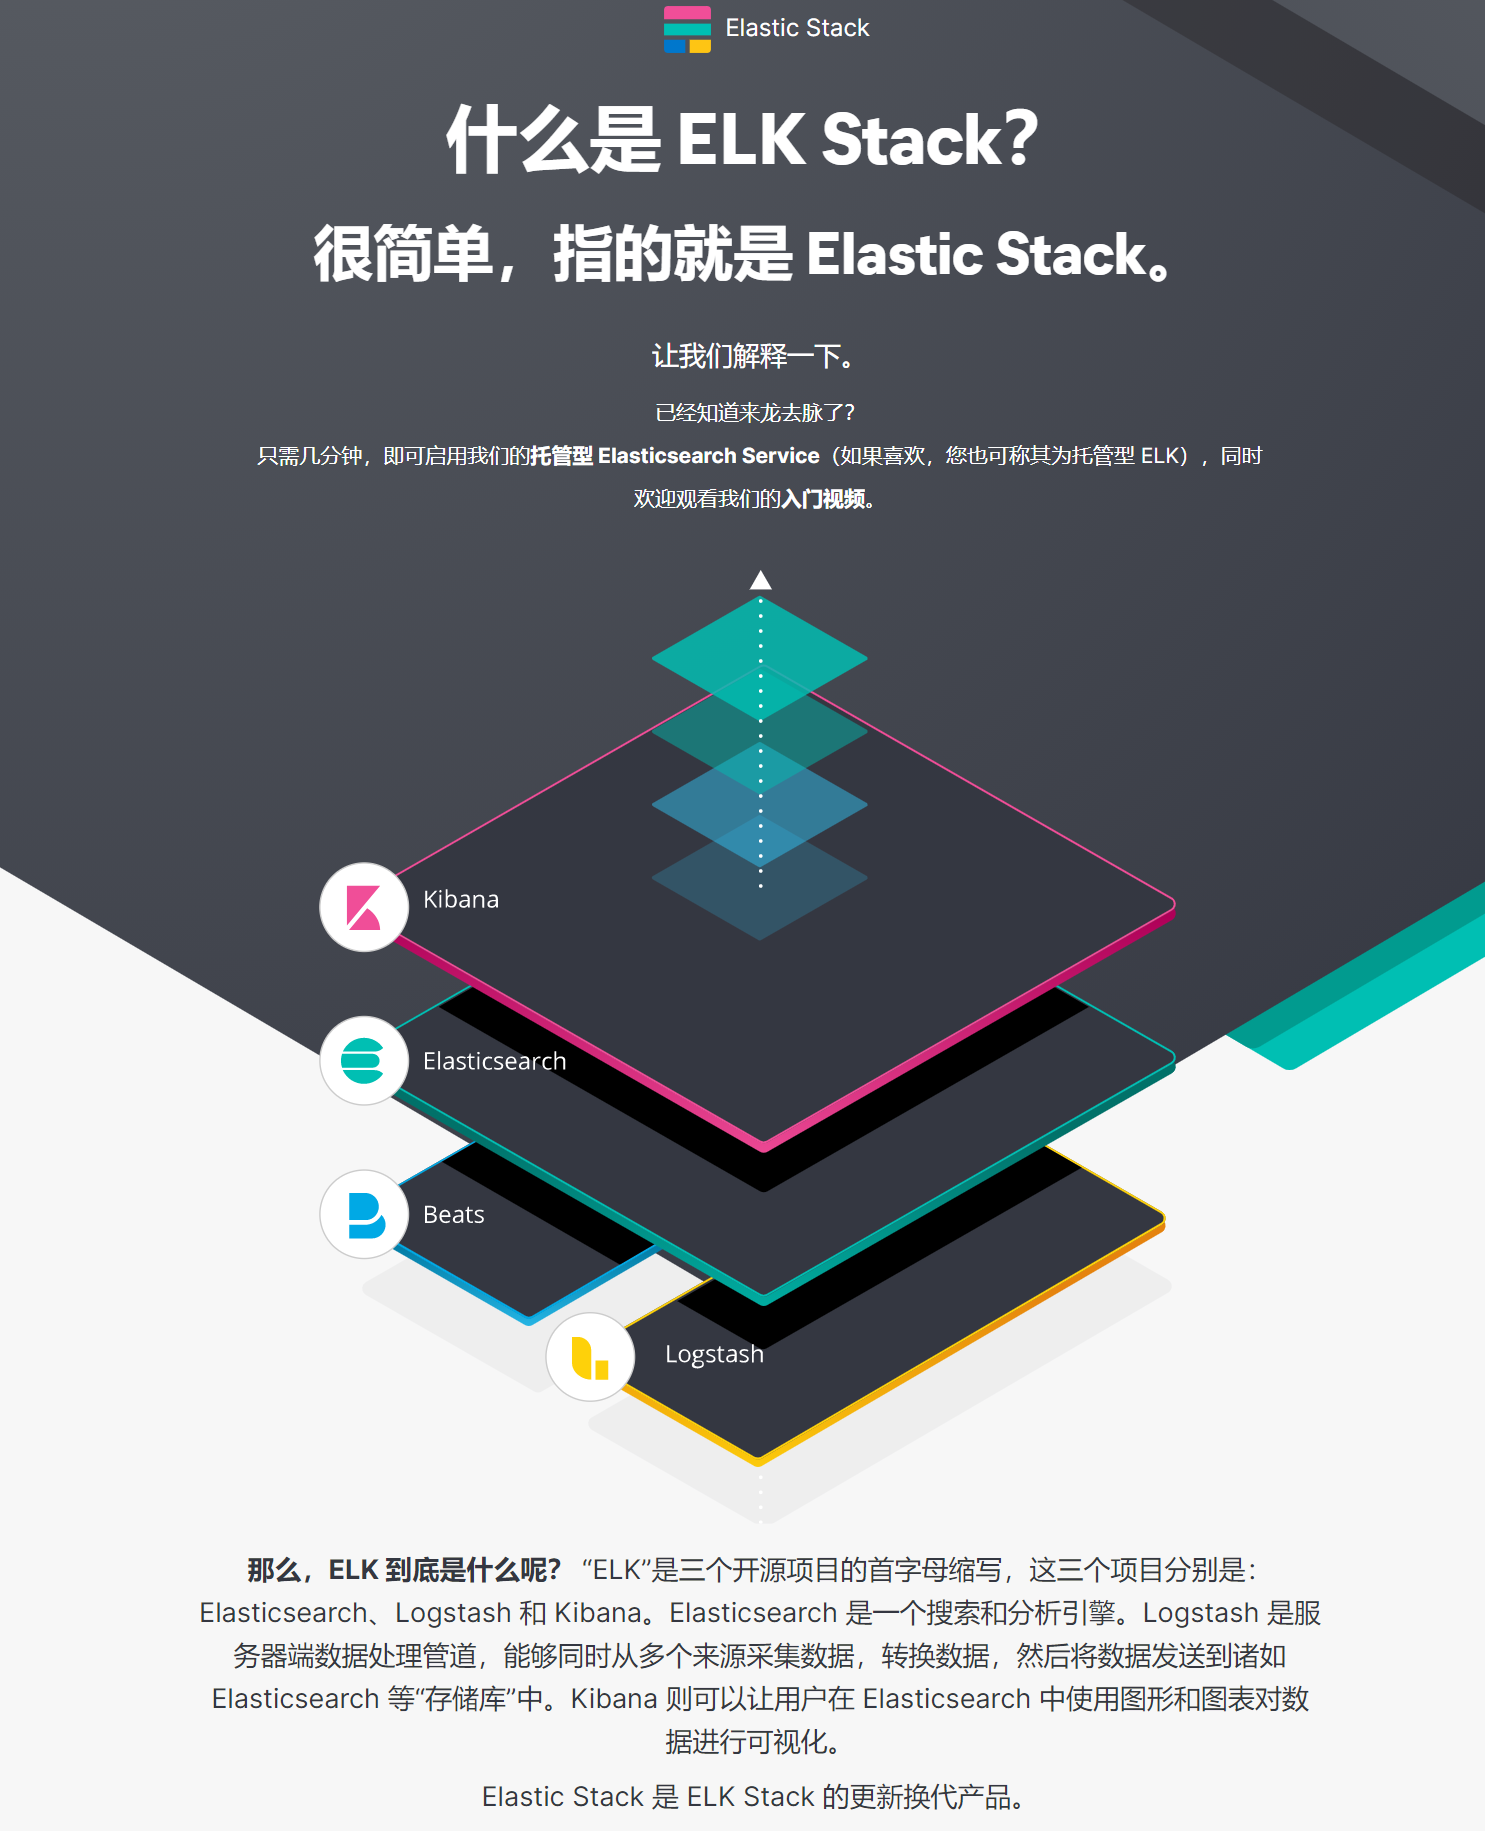 Elastic Stack
什么是 ELK Stack？
很简单，指的就是 Elastic Stack。
让我们解释一下。
已经知道来龙去脉了？
只需几分钟，即可启用我们的托管型 Elasticsearch Service（如果喜欢，您也可称其为托管型 ELK），同时
欢迎观看我们的入门视频。
Kibana
Elasticsearch
Beats
Logstash
那么，ELK 到底是什么呢？ “ELK”是三个开源项目的首字母缩写，这三个项目分别是：
Elasticsearch、Logstash 和 Kibana。Elasticsearch 是一个搜索和分析引擎。Logstash 是服
务器端数据处理管道，能够同时从多个来源采集数据，转换数据，然后将数据发送到诸如
Elasticsearch 等“存储库”中。Kibana 则可以让用户在 Elasticsearch 中使用图形和图表对数
据进行可视化。
Elastic Stack 是 ELK Stack 的更新换代产品。